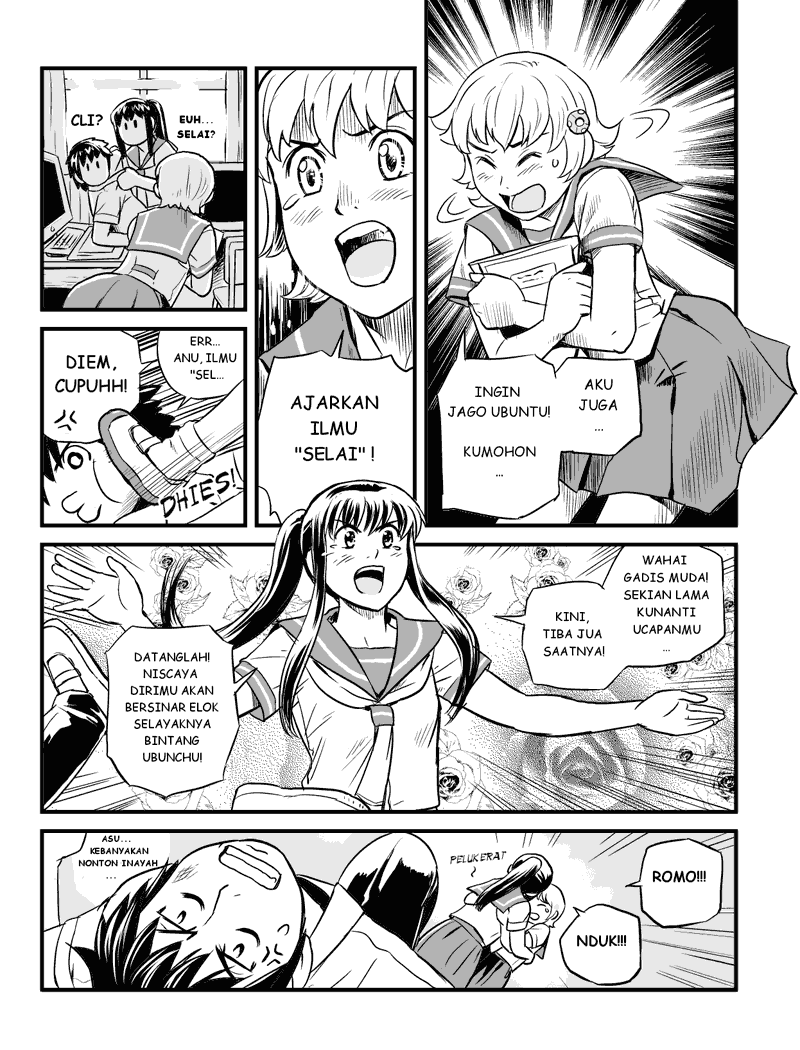 AKU
JUGA
...
INGIN
JAGO UBUNTU!
KUMOHON
...
AJARKAN
ILMU
"SELAI" !
EUH...
SELAI?
CLI?
ERR...
ANU, ILMU
"SEL...
DIEM,
CUPUHH!
DHIES!
WAHAI
GADIS MUDA!
SEKIAN LAMA
KUNANTI
UCAPANMU
...
KINI,
TIBA JUA
SAATNYA!
DATANGLAH!
NISCAYA
DIRIMU AKAN
BERSINAR ELOK
SELAYAKNYA
BINTANG
UBUNCHU!
ROMO!!!
NDUK!!!
PELUKERAT
ASU...
KEBANYAKAN
NONTON INAYAH
...